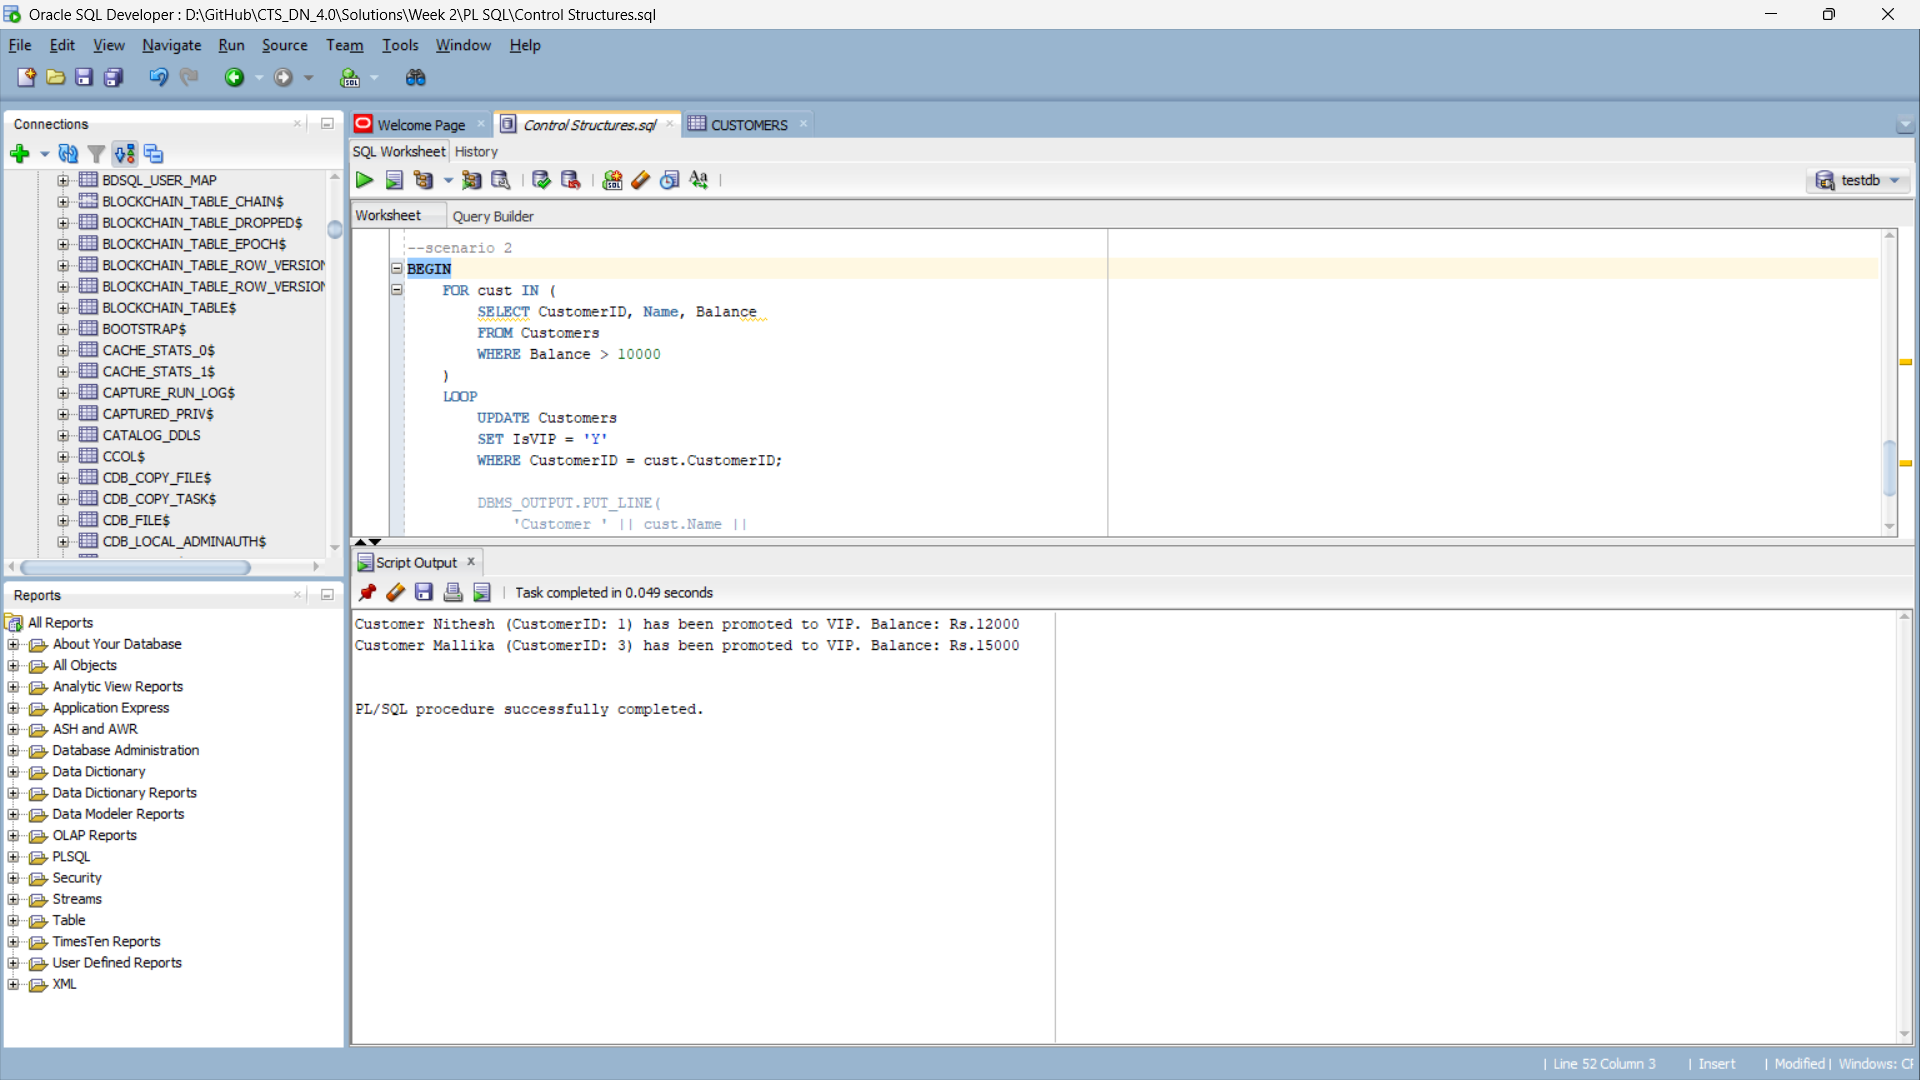 Oracle SQL Developer : D:\GitHub\CTS_DN_4.0\Solutions\Week 2\PL SQL\Control Structures.sql
File Edit View Navigate Run Source Team Tools Window Help
Connections
BDSQL_USER_MAP
BLOCKCHAIN_TABLE_CHAIN$
BLOCKCHAIN_TABLE_DROPPED$
BLOCKCHAIN_TABLE_EPOCH$
BLOCKCHAIN_TABLE_ROW_VERSION
BLOCKCHAIN_TABLE_ROW_VERSION
BLOCKCHAIN_TABLE$
BOOTSTRAP$
CACHE_STATS_0$
CACHE_STATS_1$
CAPTURE_RUN_LOG$
CAPTURED_PRIV$
CATALOG_DDLS
CCOL$
CDB_COPY_FILE$
CDB_COPY_TASK$
CDB_FILE$
CDB_LOCAL_ADMINAUTH$
Reports
All Reports
About Your Database
All Objects
Analytic View Reports
Application Express
ASH and AWR
Database Administration
Data Dictionary
Data Dictionary Reports
Data Modeler Reports
OLAP Reports
PLSQL
Security
Streams
Table
TimesTen Reports
User Defined Reports
XML
Welcome Page Control Structures.sql CUSTOMERS
SQL Worksheet History
testdb
Worksheet Query Builder
--scenario 2
BEGIN
FOR cust IN (
SELECT CustomerID, Name, Balance
FROM Customers
WHERE Balance > 10000
)
LOOP
UPDATE Customers
SET IsVIP = 'Y'
WHERE CustomerID = cust.CustomerID;
DBMS_OUTPUT.PUT_LINE(
'Customer ' || cust.Name ||
Script Output
Task completed in 0.049 seconds
Customer Nithesh (CustomerID: 1) has been promoted to VIP. Balance: Rs.12000
Customer Mallika (CustomerID: 3) has been promoted to VIP. Balance: Rs.15000
PL/SQL procedure successfully completed.
| Line 52 Column 3 | Insert | Modified | Windows: CF